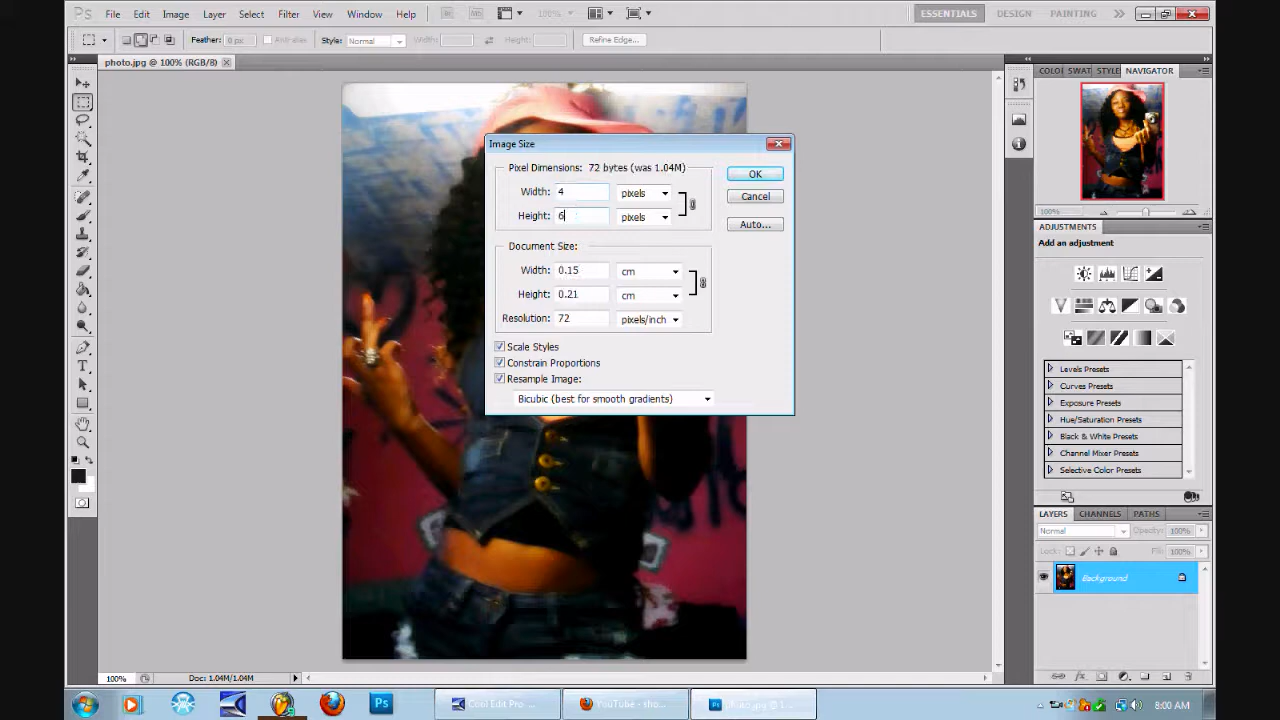 Ps File Edit Image Layer Select Filter View Window Help Br Mb 100% ESSENTIALS DESIGN PAINTING
Feather: 0 px Anti-alias Style: Normal Width: Height: Refine Edge...
photo.jpg @ 100% (RGB/8)
COLO SWAT STYLE NAVIGATOR
Image Size
Pixel Dimensions: 72 bytes (was 1.04M)
OK
Width: 4 pixels
Cancel
Height: 6 pixels
100%
Auto...
ADJUSTMENTS
Add an adjustment
Document Size:
Width: 0.15 cm
Height: 0.21 cm
Resolution: 72 pixels/inch
Scale Styles
Constrain Proportions
Resample Image:
Bicubic (best for smooth gradients)
Levels Presets
Curves Presets
Exposure Presets
Hue/Saturation Presets
Black & White Presets
Channel Mixer Presets
Selective Color Presets
LAYERS CHANNELS PATHS
Normal Opacity: 100%
Lock: Fill: 100%
Background
100% Doc: 1.04M/1.04M
Ps Cool Edit Pro YouTube - photo.jpg @ 1... 8:00 AM